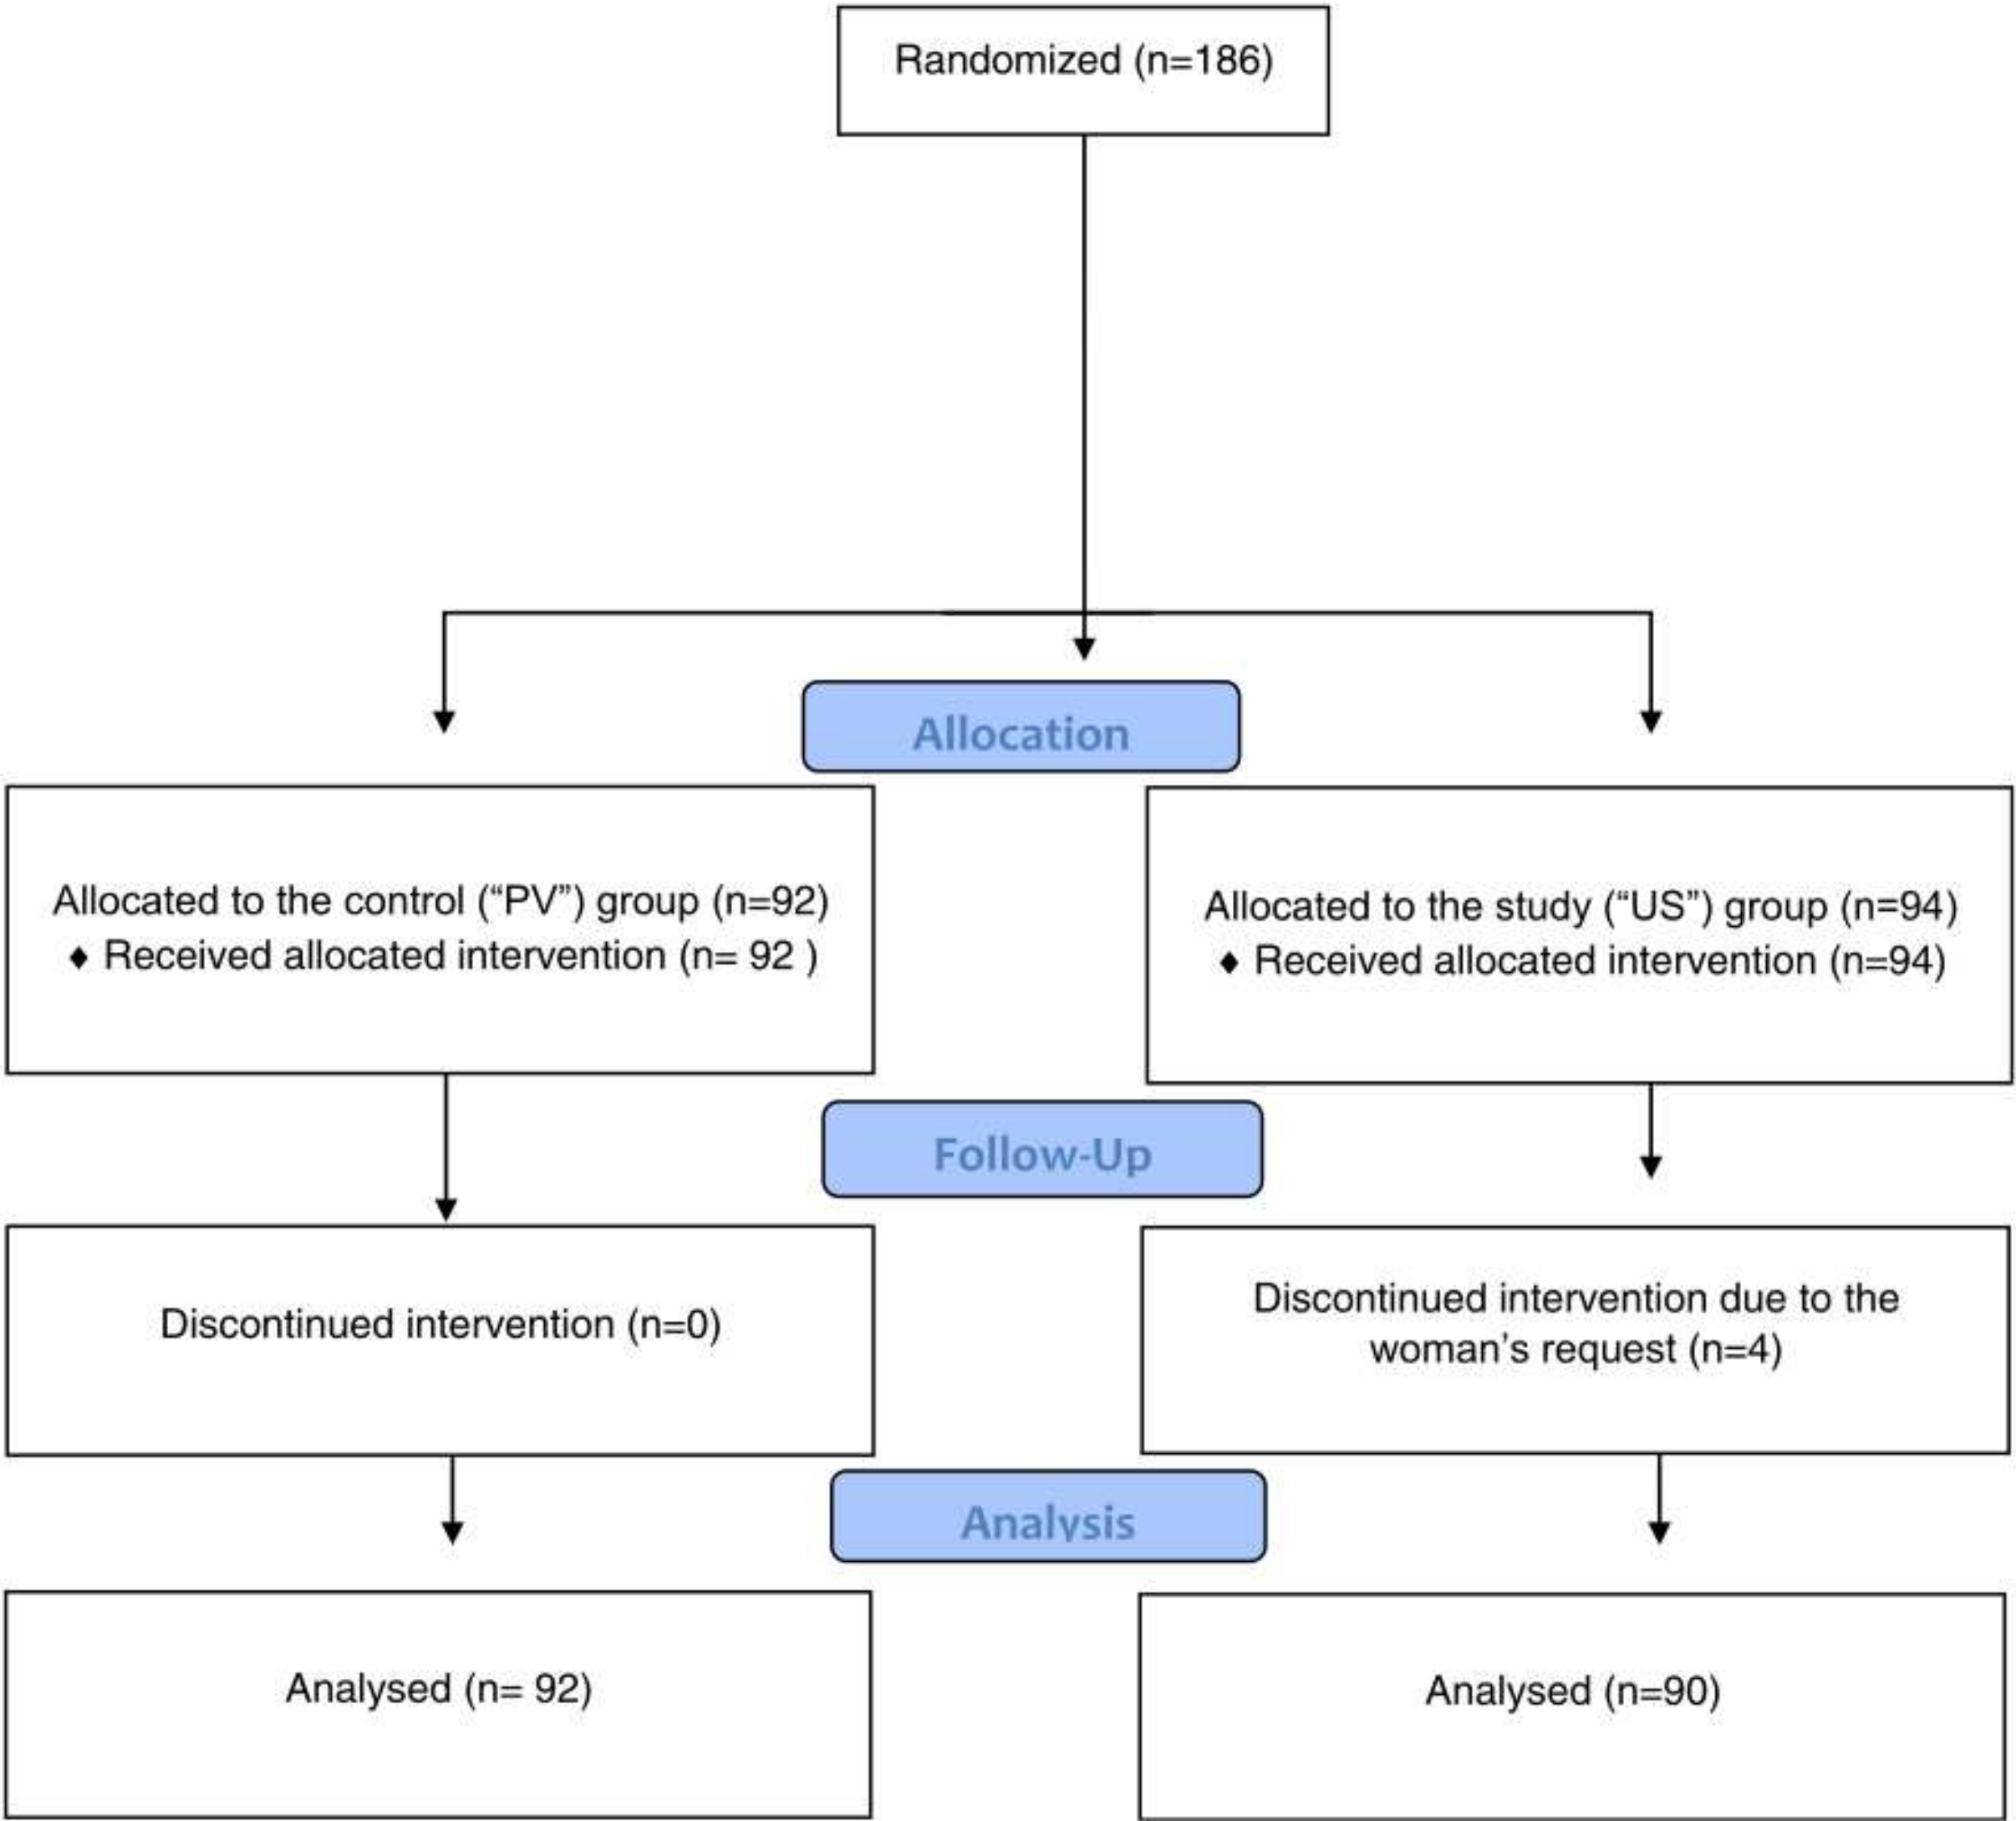 Randomized (n=186)
Allocation
Allocated to the control (“PV”) group (n=92)
♦ Received allocated intervention (n= 92 )
Allocated to the study (“US”) group (n=94)
♦ Received allocated intervention (n=94)
Follow-Up
Discontinued intervention (n=0)
Discontinued intervention due to the
woman’s request (n=4)
Analysis
Analysed (n= 92)
Analysed (n=90)